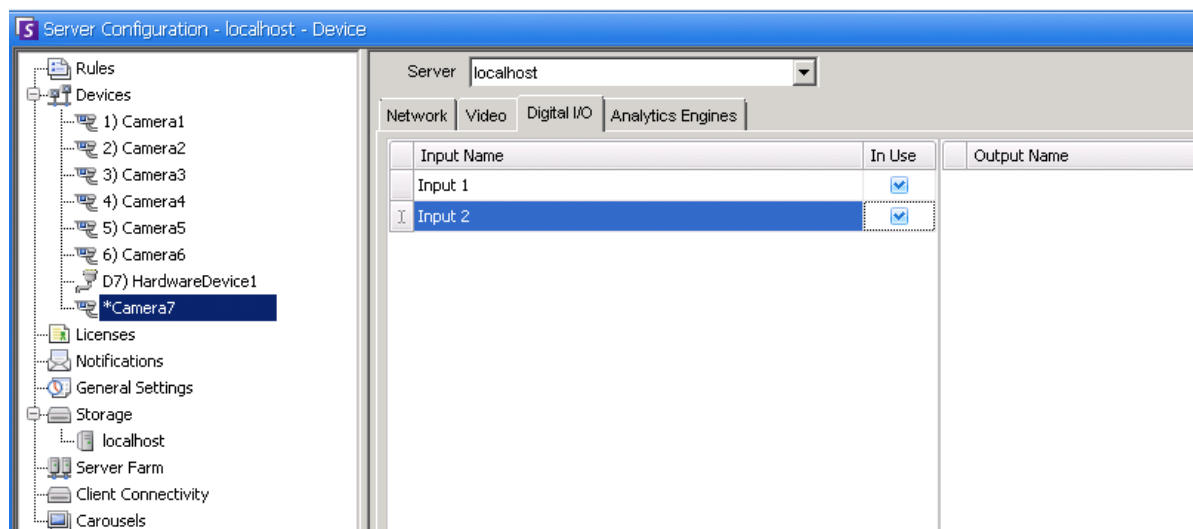 Server Configuration - localhost - Device
Rules
Devices
1) Camera1
2) Camera2
3) Camera3
4) Camera4
5) Camera5
6) Camera6
D7) HardwareDevice1
*Camera7
Licenses
Notifications
General Settings
Storage
localhost
Server Farm
Client Connectivity
Carousels
Server localhost
Network Video Digital I/O Analytics Engines
Input Name In Use Output Name
Input 1
Input 2